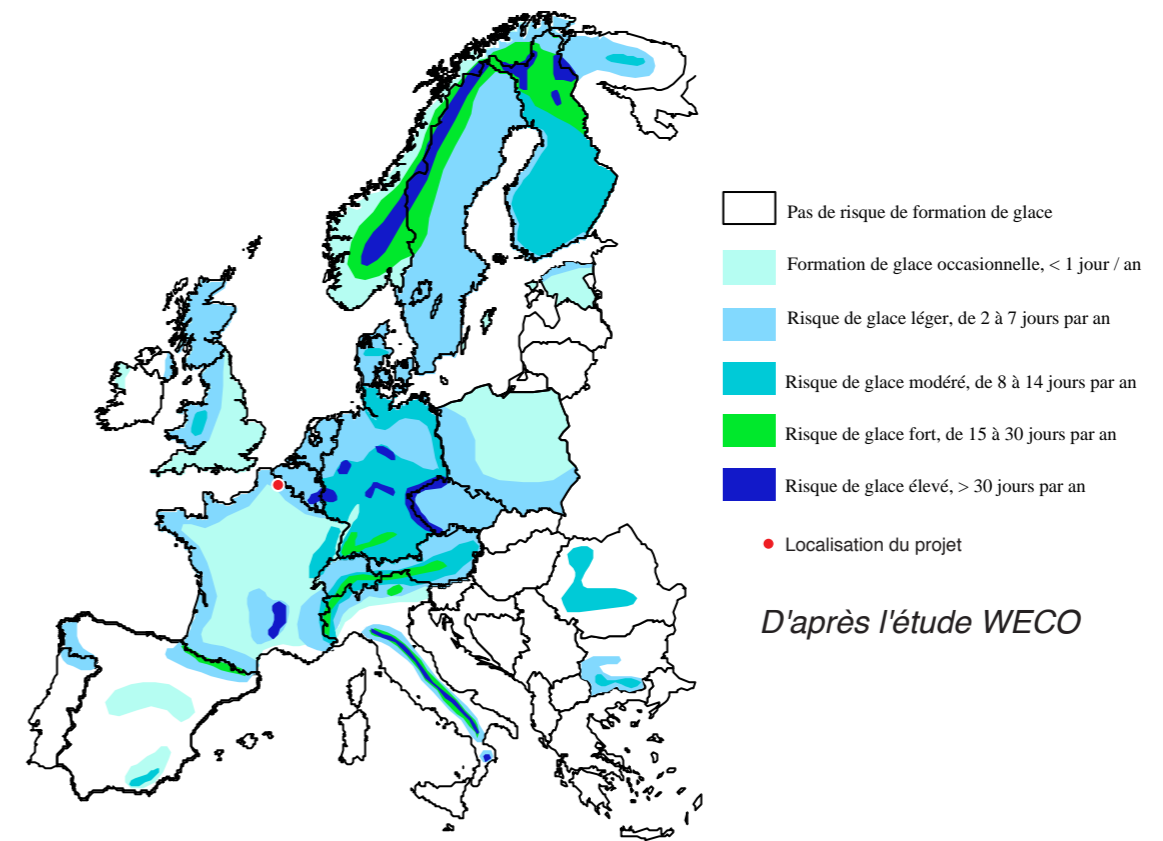 Pas de risque de formation de glace
Formation de glace occasionnelle, < 1 jour / an
Risque de glace léger, de 2 à 7 jours par an
Risque de glace modéré, de 8 à 14 jours par an
Risque de glace fort, de 15 à 30 jours par an
Risque de glace élevé, > 30 jours par an
Localisation du projet
D'après l'étude WECO